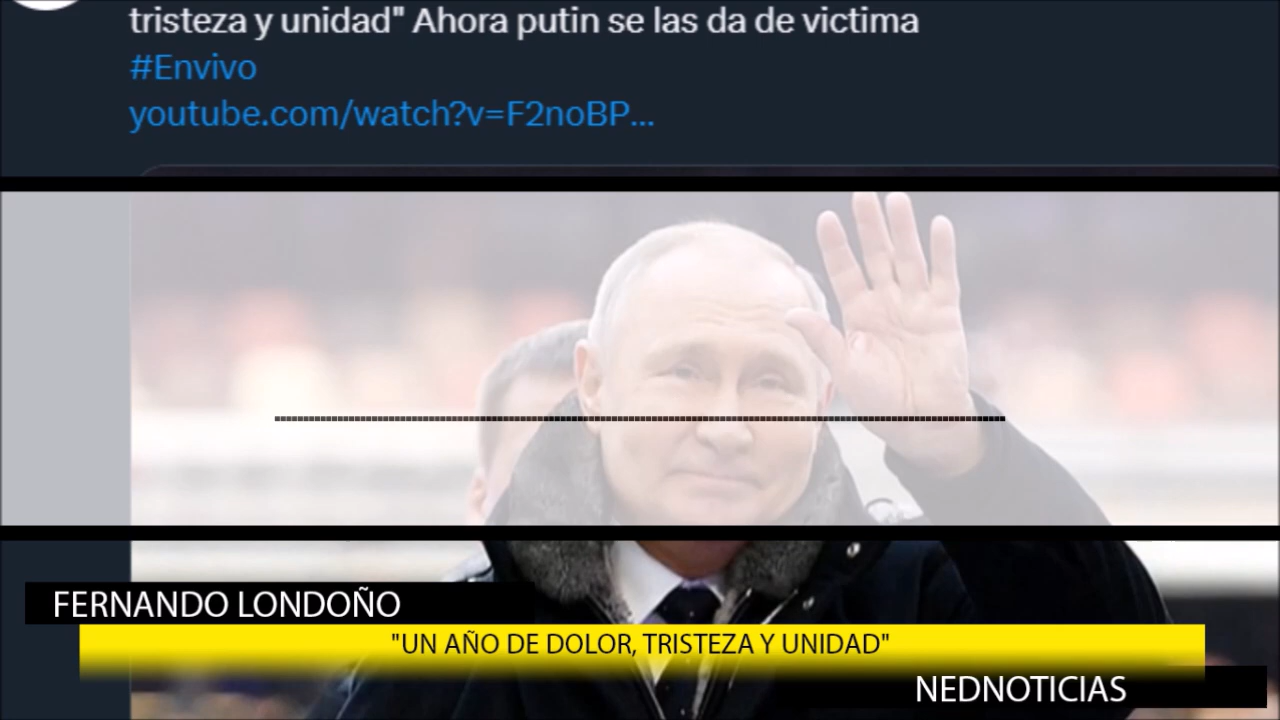 tristeza y unidad" Ahora putin se las da de victima
#Envivo
youtube.com/watch?v=F2noBP...
FERNANDO LONDOÑO
"UN AÑO DE DOLOR, TRISTEZA Y UNIDAD"
NEDNOTICIAS